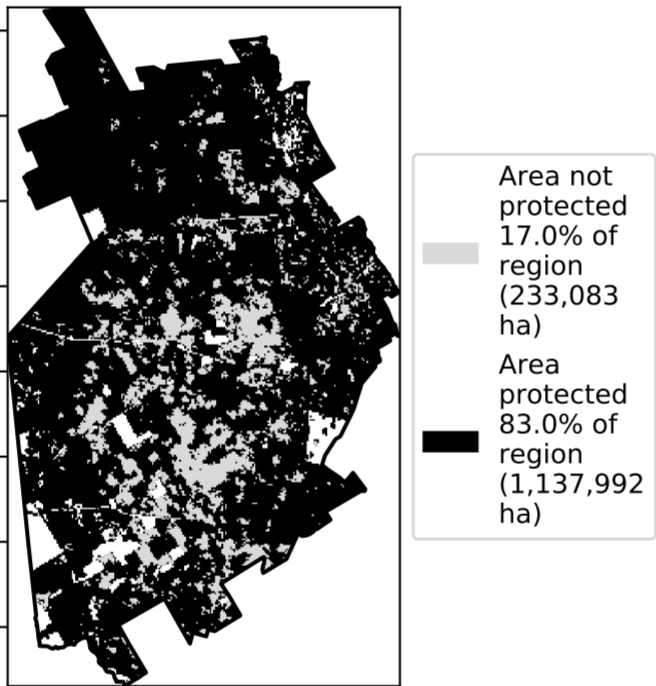 Area not
protected
17.0% of
region
(233,083
ha)
Area
protected
83.0% of
region
(1,137,992
ha)